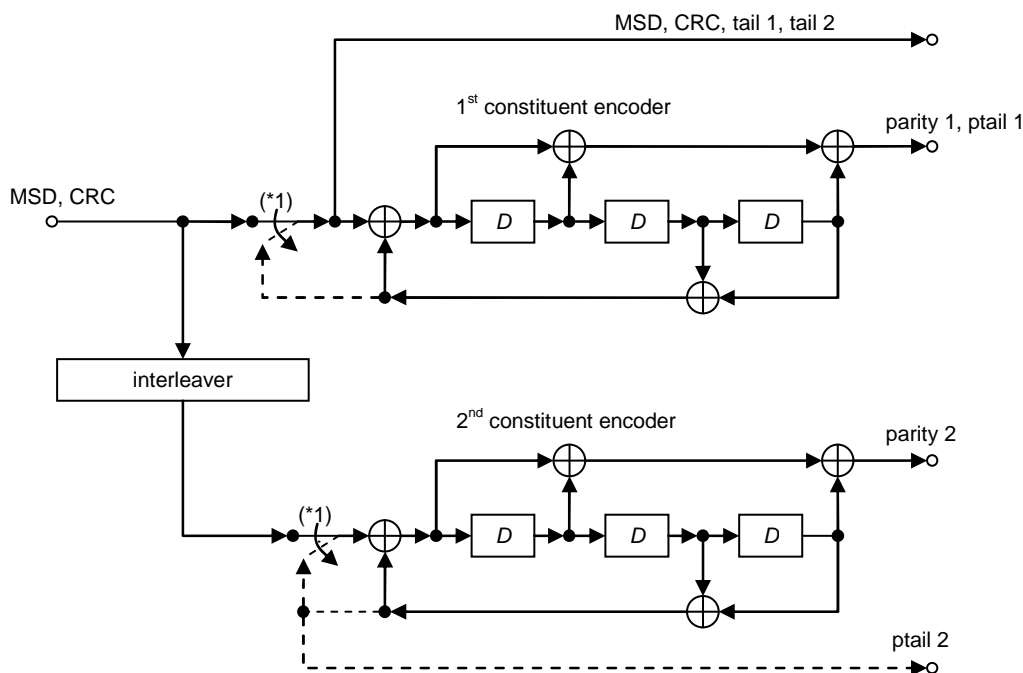 MSD, CRC, tail 1, tail 2
1st constituent encoder
parity 1, ptail 1
MSD, CRC
(*1)
D D D
interleaver
2nd constituent encoder
parity 2
(*1)
D D D
ptail 2